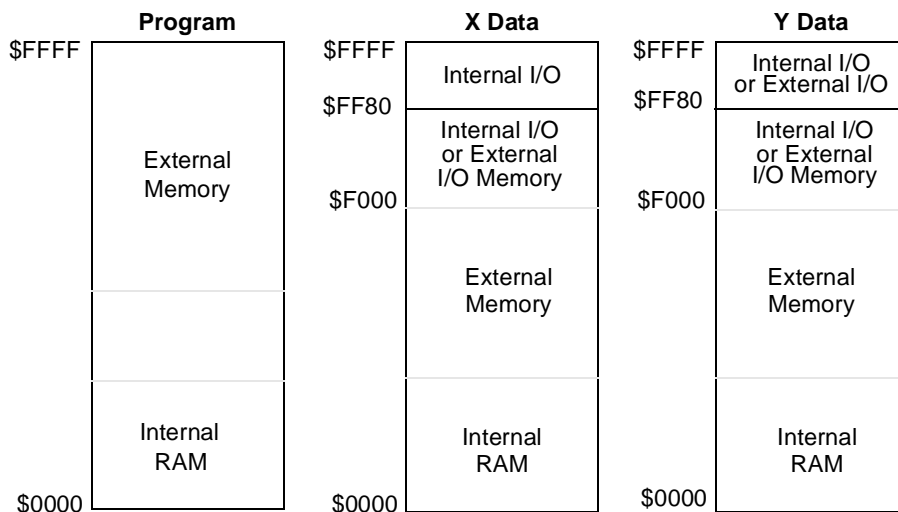 Program
$FFFF
External
Memory
Internal
RAM
$0000
X Data
$FFFF
Internal I/O
$FF80
Internal I/O
or External
I/O Memory
$F000
External
Memory
Internal
RAM
$0000
Y Data
$FFFF
Internal I/O
or External I/O
$FF80
Internal I/O
or External
I/O Memory
$F000
External
Memory
Internal
RAM
$0000